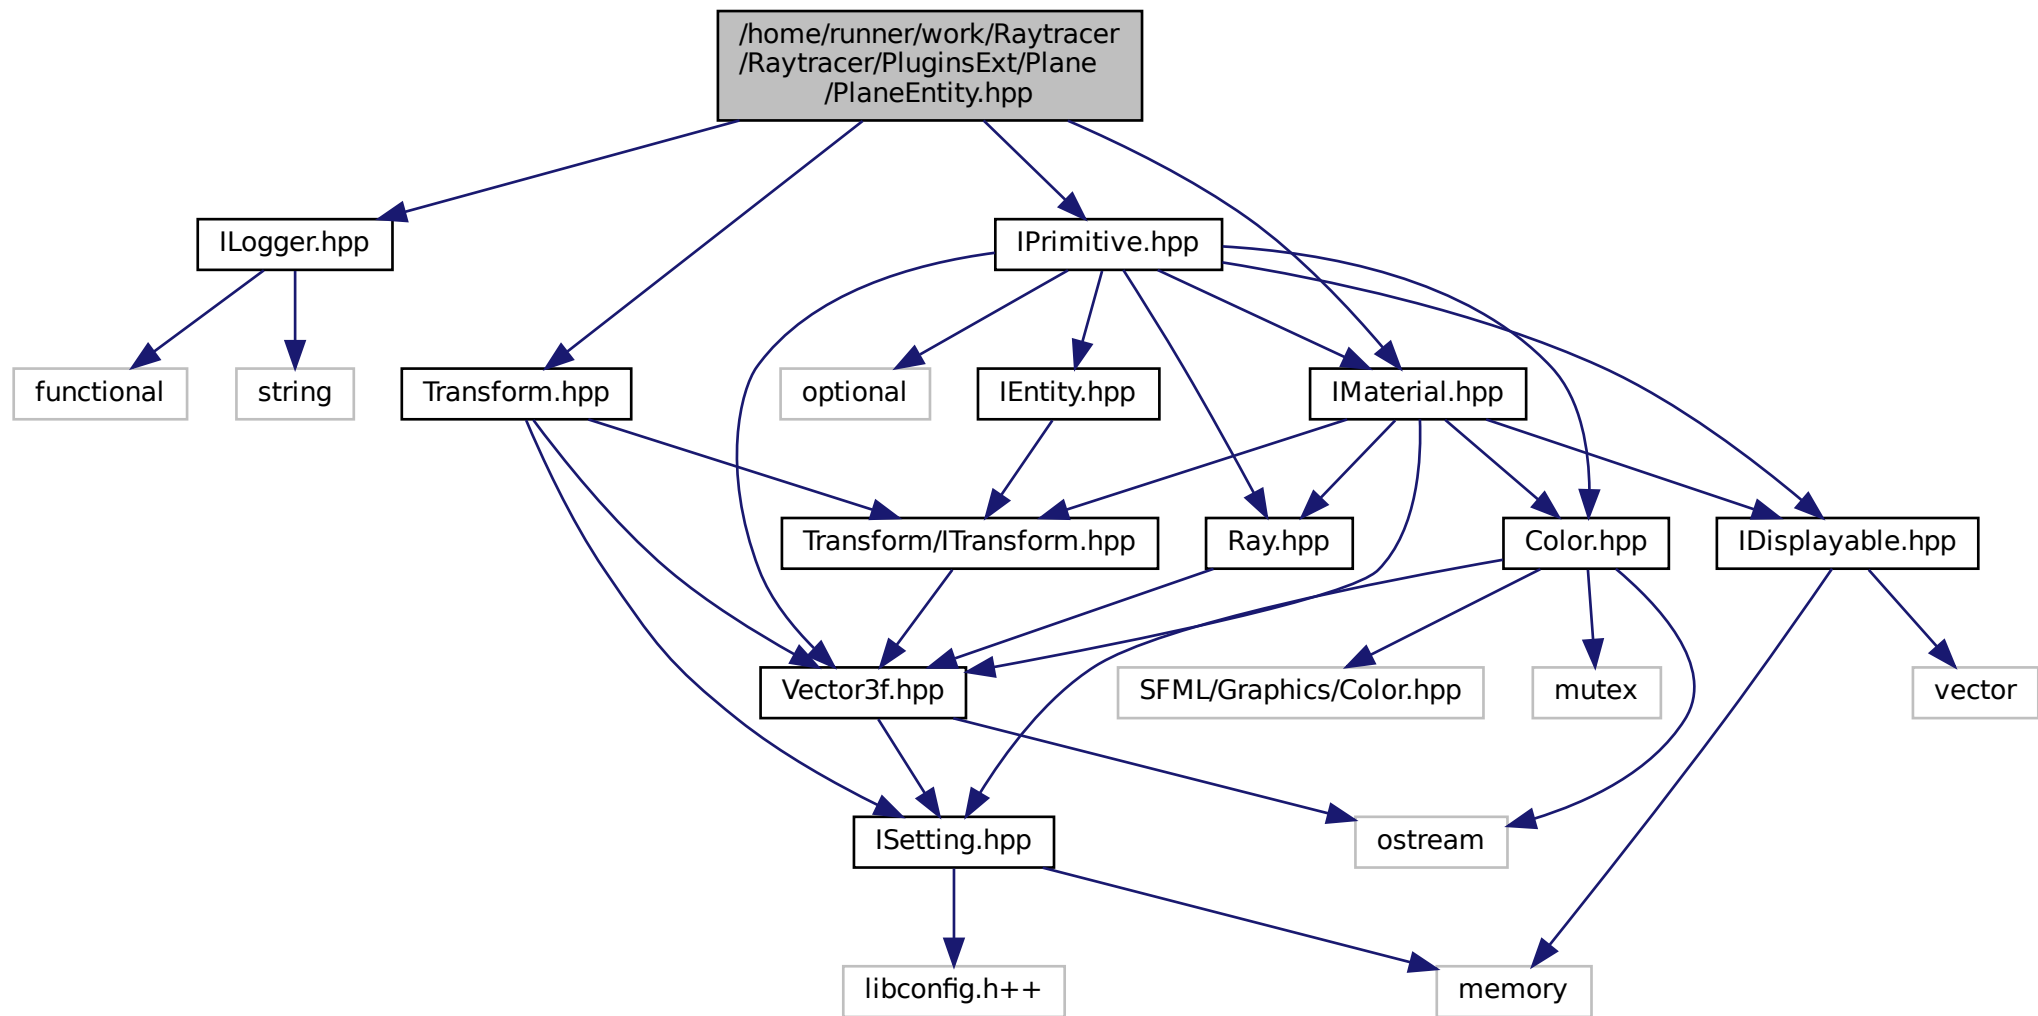 /home/runner/work/Raytracer
/Raytracer/PluginsExt/Plane
/PlaneEntity.hpp
ILogger.hpp
IPrimitive.hpp
functional
string
Transform.hpp
optional
IEntity.hpp
IMaterial.hpp
Transform/ITransform.hpp
Ray.hpp
Color.hpp
IDisplayable.hpp
Vector3f.hpp
SFML/Graphics/Color.hpp
mutex
vector
ISetting.hpp
ostream
libconfig.h++
memory